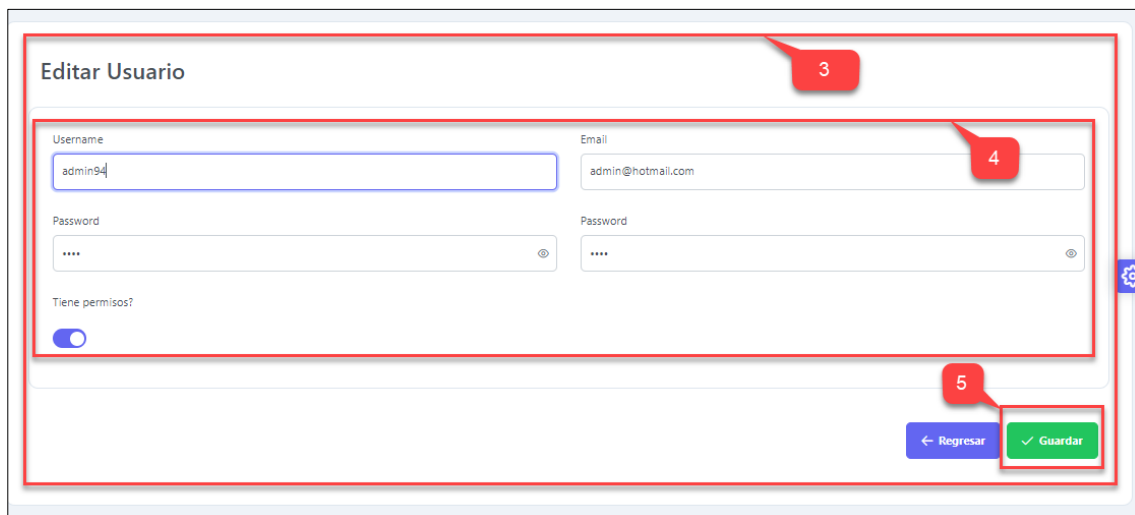 3
Editar Usuario
4
Username Email
admin94 admin@hotmail.com
Password Password
•••• ••••
Tiene permisos?
5
← Regresar ✓ Guardar